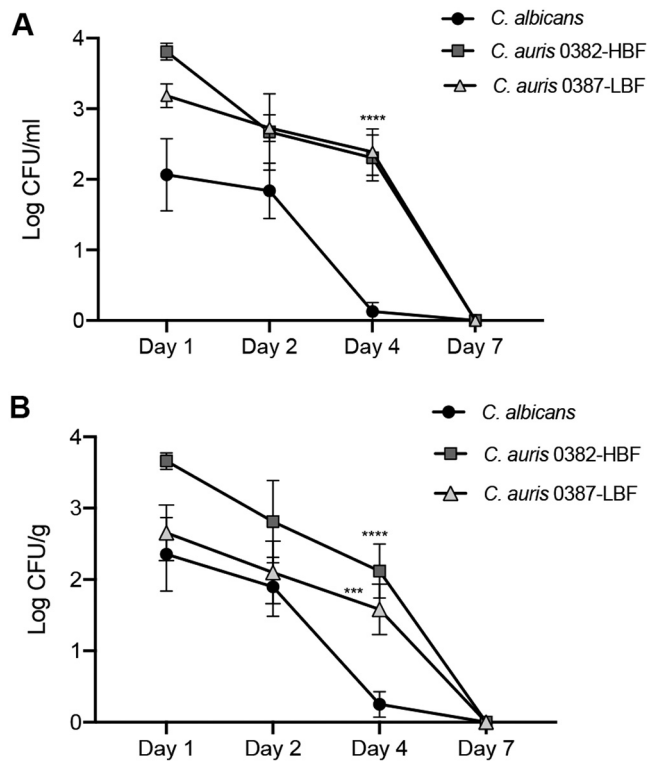 A
C. albicans
C. auris 0382-HBF
C. auris 0387-LBF
Log CFU/ml
4
3
2
1
0
****
Day 1 Day 2 Day 4 Day 7
B
C. albicans
C. auris 0382-HBF
C. auris 0387-LBF
Log CFU/g
4
3
2
1
0
****
***
Day 1 Day 2 Day 4 Day 7